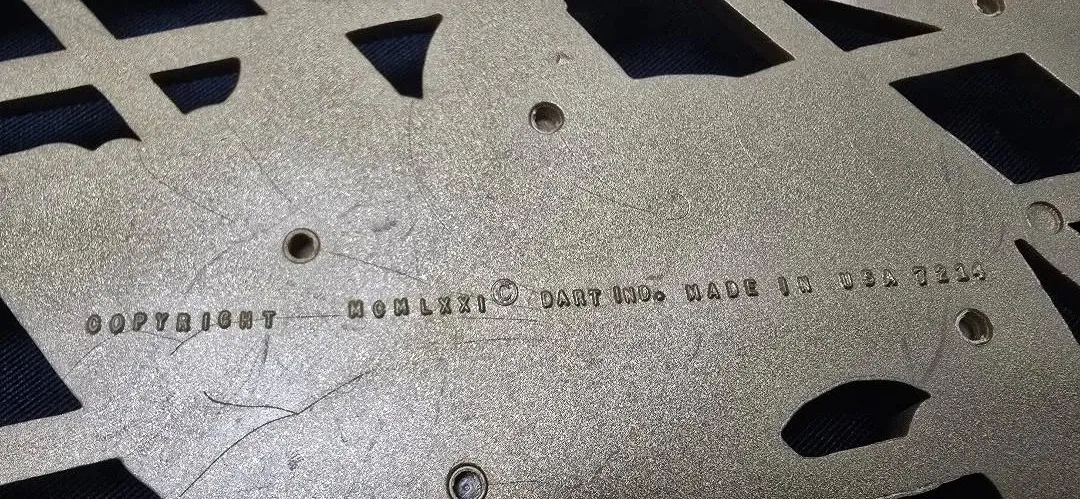 COPYRIGHT MCMLXXI © DART IND. MADE IN USA 7214